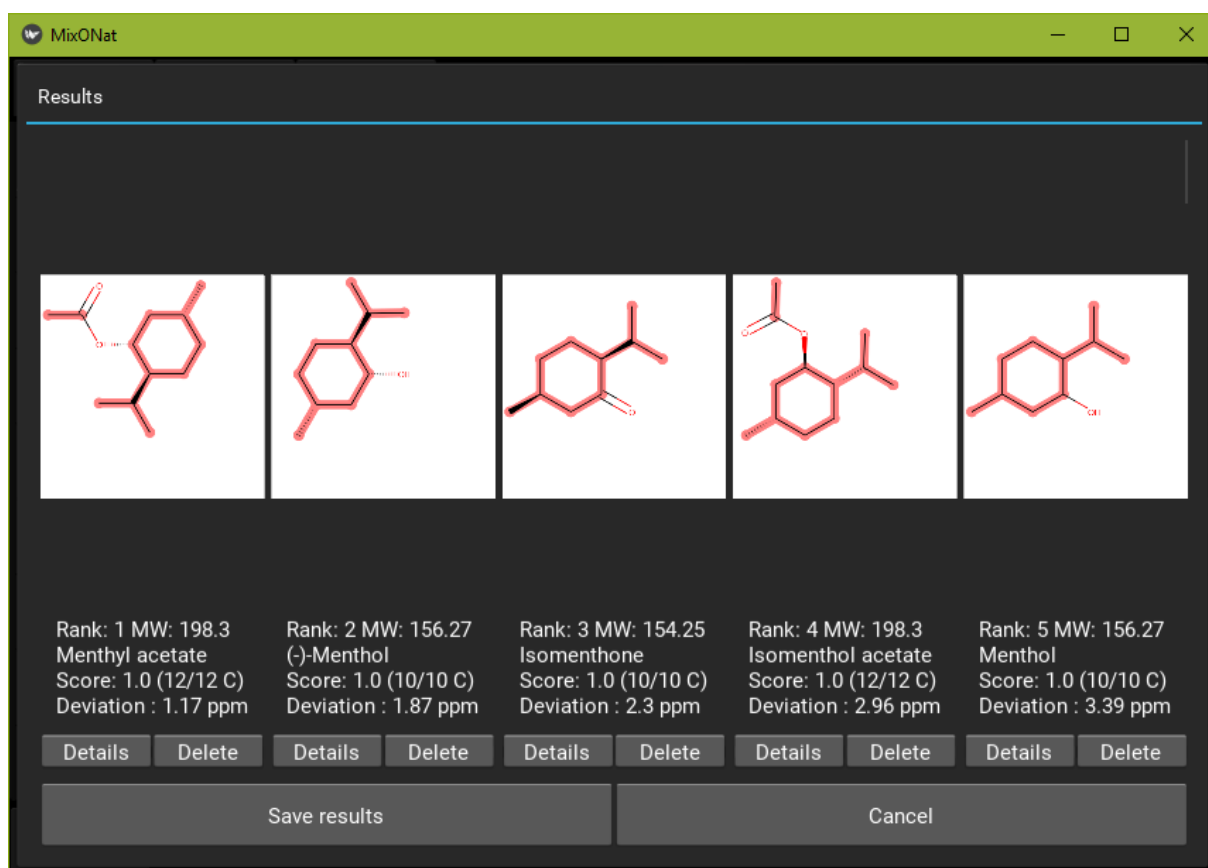 MixONat
Results
O
O
OH
O
O
O
OH
Rank: 1 MW: 198.3
Menthyl acetate
Score: 1.0 (12/12 C)
Deviation : 1.17 ppm
Rank: 2 MW: 156.27
(-)-Menthol
Score: 1.0 (10/10 C)
Deviation : 1.87 ppm
Rank: 3 MW: 154.25
Isomenthone
Score: 1.0 (10/10 C)
Deviation : 2.3 ppm
Rank: 4 MW: 198.3
Isomenthol acetate
Score: 1.0 (12/12 C)
Deviation : 2.96 ppm
Rank: 5 MW: 156.27
Menthol
Score: 1.0 (10/10 C)
Deviation : 3.39 ppm
Details Delete Details Delete Details Delete Details Delete Details Delete
Save results Cancel